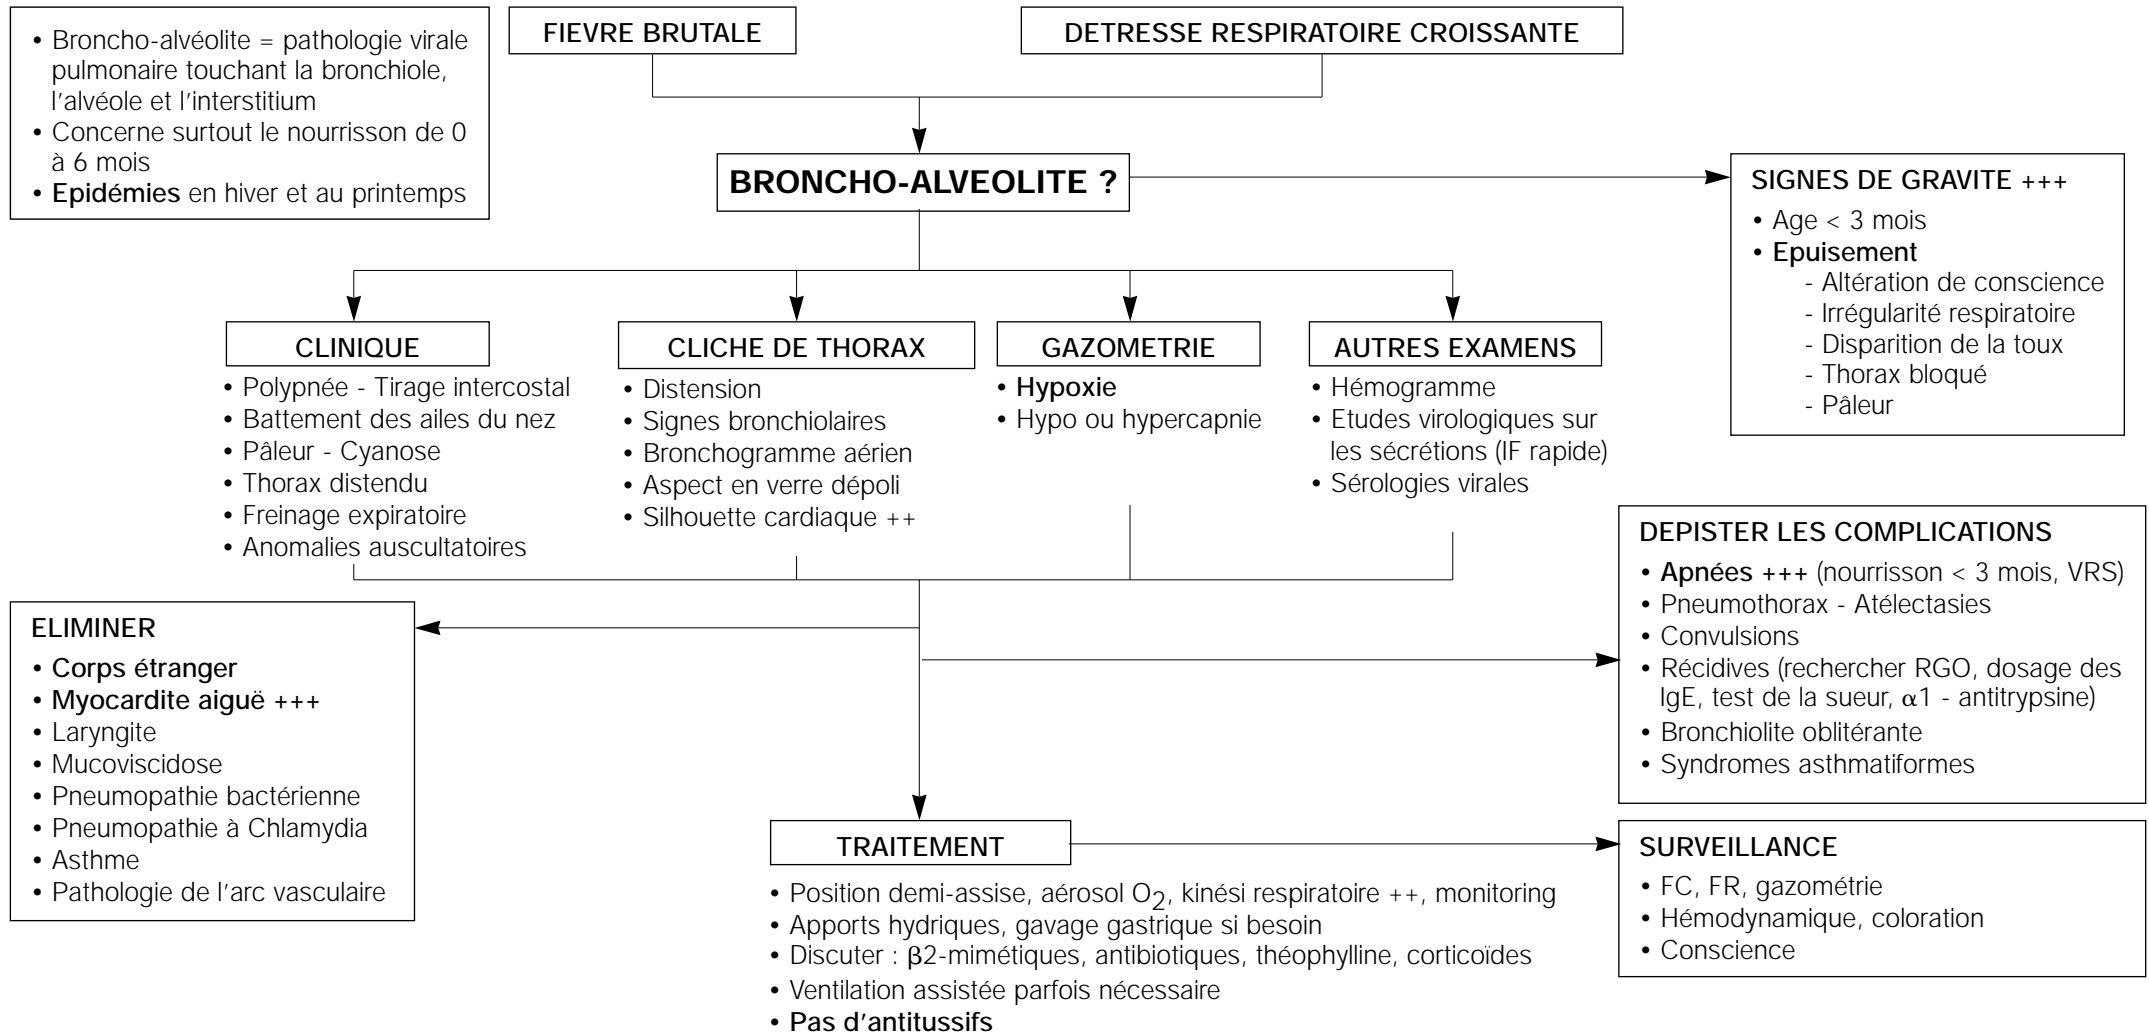 • Broncho-alvéolite = pathologie virale
pulmonaire touchant la bronchiole,
l'alvéole et l'interstitium
• Concerne surtout le nourrisson de 0
à 6 mois
• Epidémies en hiver et au printemps
FIEVRE BRUTALE
DETRESSE RESPIRATOIRE CROISSANTE
BRONCHO-ALVEOLITE ?
SIGNES DE GRAVITE +++
• Age < 3 mois
• Epuisement
- Altération de conscience
- Irrégularité respiratoire
- Disparition de la toux
- Thorax bloqué
- Pâleur
CLINIQUE
• Polypnée - Tirage intercostal
• Battement des ailes du nez
• Pâleur - Cyanose
• Thorax distendu
• Freinage expiratoire
• Anomalies auscultatoires
CLICHE DE THORAX
• Distension
• Signes bronchiolaires
• Bronchogramme aérien
• Aspect en verre dépoli
• Silhouette cardiaque ++
GAZOMETRIE
• Hypoxie
• Hypo ou hypercapnie
AUTRES EXAMENS
• Hémogramme
• Etudes virologiques sur
les sécrétions (IF rapide)
• Sérologies virales
ELIMINER
• Corps étranger
• Myocardite aiguë +++
• Laryngite
• Mucoviscidose
• Pneumopathie bactérienne
• Pneumopathie à Chlamydia
• Asthme
• Pathologie de l'arc vasculaire
DEPISTER LES COMPLICATIONS
• Apnées +++ (nourrisson < 3 mois, VRS)
• Pneumothorax - Atélectasies
• Convulsions
• Récidives (rechercher RGO, dosage des
IgE, test de la sueur, α1 - antitrypsine)
• Bronchiolite oblitérante
• Syndromes asthmatiformes
TRAITEMENT
• Position demi-assise, aérosol O2, kinési respiratoire ++, monitoring
• Apports hydriques, gavage gastrique si besoin
• Discuter : β2-mimétiques, antibiotiques, théophylline, corticoïdes
• Ventilation assistée parfois nécessaire
• Pas d'antitussifs
SURVEILLANCE
• FC, FR, gazométrie
• Hémodynamique, coloration
• Conscience